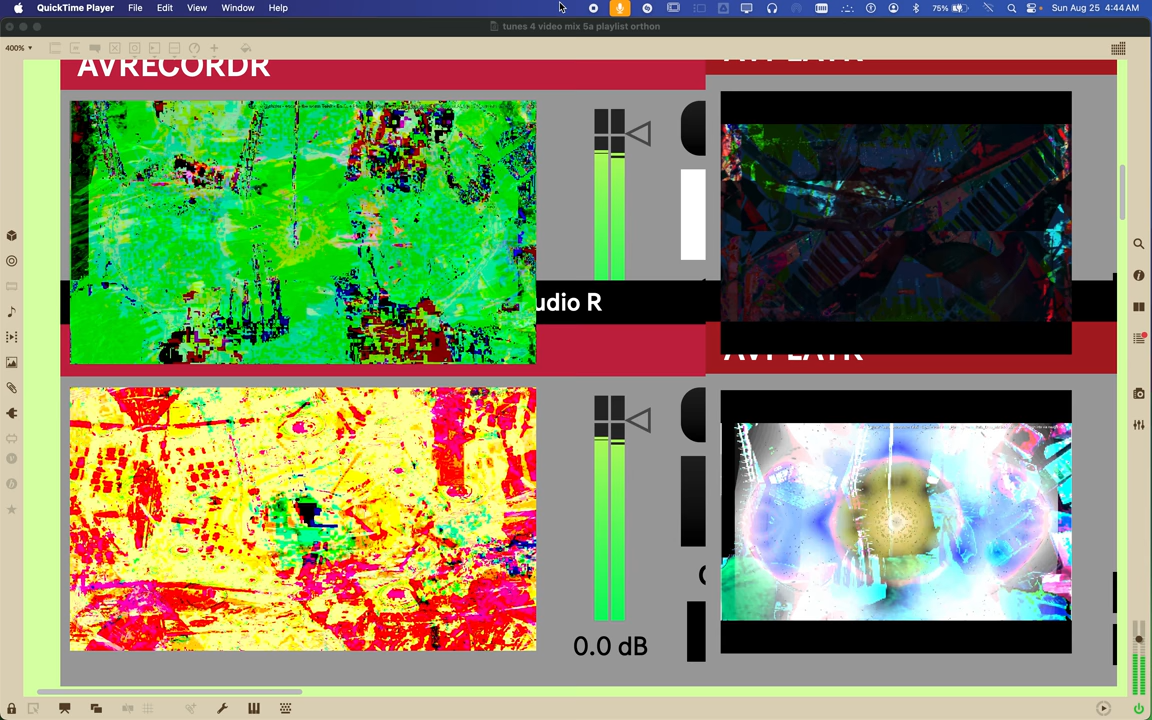 QuickTime Player File Edit View Window Help 75% Sun Aug 25 4:44 AM
tunes 4 video mix 5a playlist orthon
400%
AVRECORDR
udio R
0.0 dB